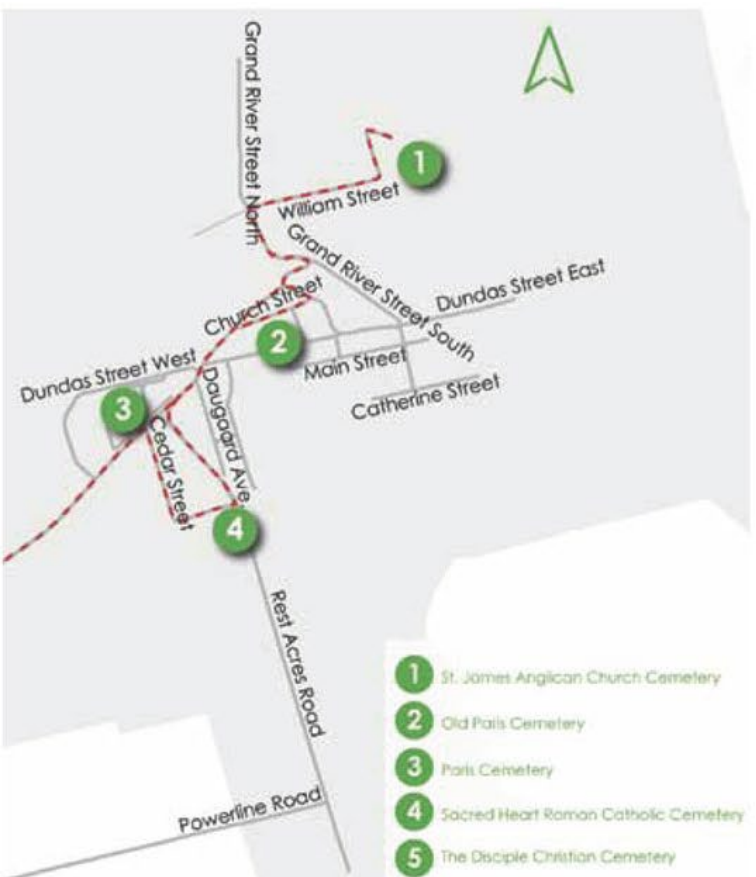 Grand River Street North
1
William Street
Grand River Street South
Church Street
Dundas Street East
2
Dundas Street West
Main Street
3
Daugaard Ave.
Catherine Street
Cedar Street
4
Rest Acres Road
Powerline Road
1 St. James Anglican Church Cemetery
2 Old Paris Cemetery
3 Paris Cemetery
4 Sacred Heart Roman Catholic Cemetery
5 The Disciple Christian Cemetery